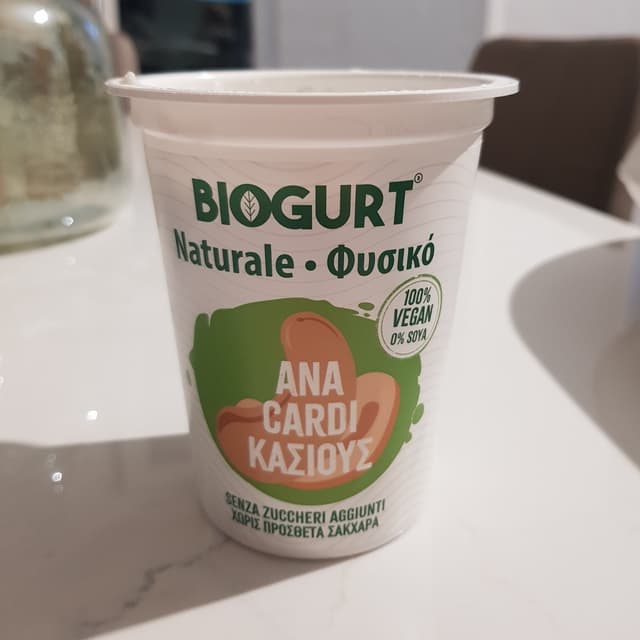 BIOGURT®
Naturale • Φυσικό
100%
VEGAN
0% SOYA
ANA
CARDI
ΚΑΣΙΟΥΣ
SENZA ZUCCHERI AGGIUNTI
ΧΩΡΙΣ ΠΡΟΣΘΕΤΑ ΣΑΚΧΑΡΑ